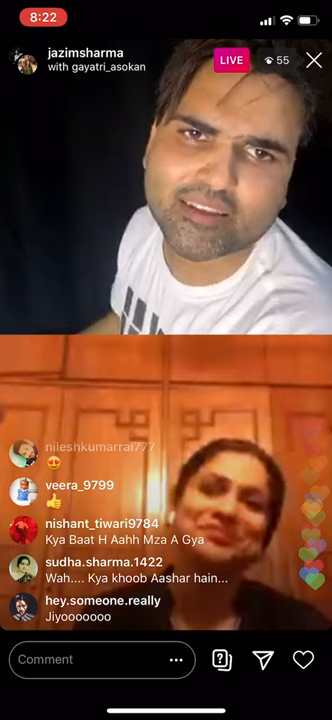 8:22
jazimsharma
with gayatri_asokan
LIVE
55
nileshkumarrai777
veera_9799
nishant_tiwari9784
Kya Baat H Aahh Mza A Gya
sudha.sharma.1422
Wah.... Kya khoob Aashar hain...
hey.someone.really
Jiyooooooo
Comment